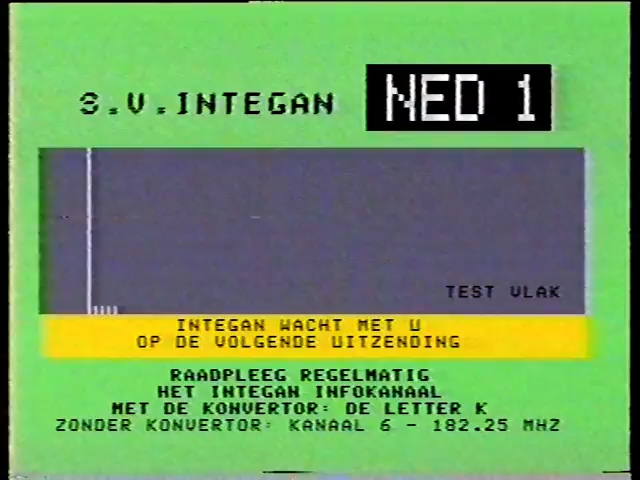 S.V.INTEGAN NED 1
TEST VLAK
INTEGAN WACHT MET U
OP DE VOLGENDE UITZENDING
RAADPLEEG REGELMATIG
HET INTEGAN INFOKANAAL
MET DE KONVERTOR: DE LETTER K
ZONDER KONVERTOR: KANAAL 6 - 182.25 MHZ